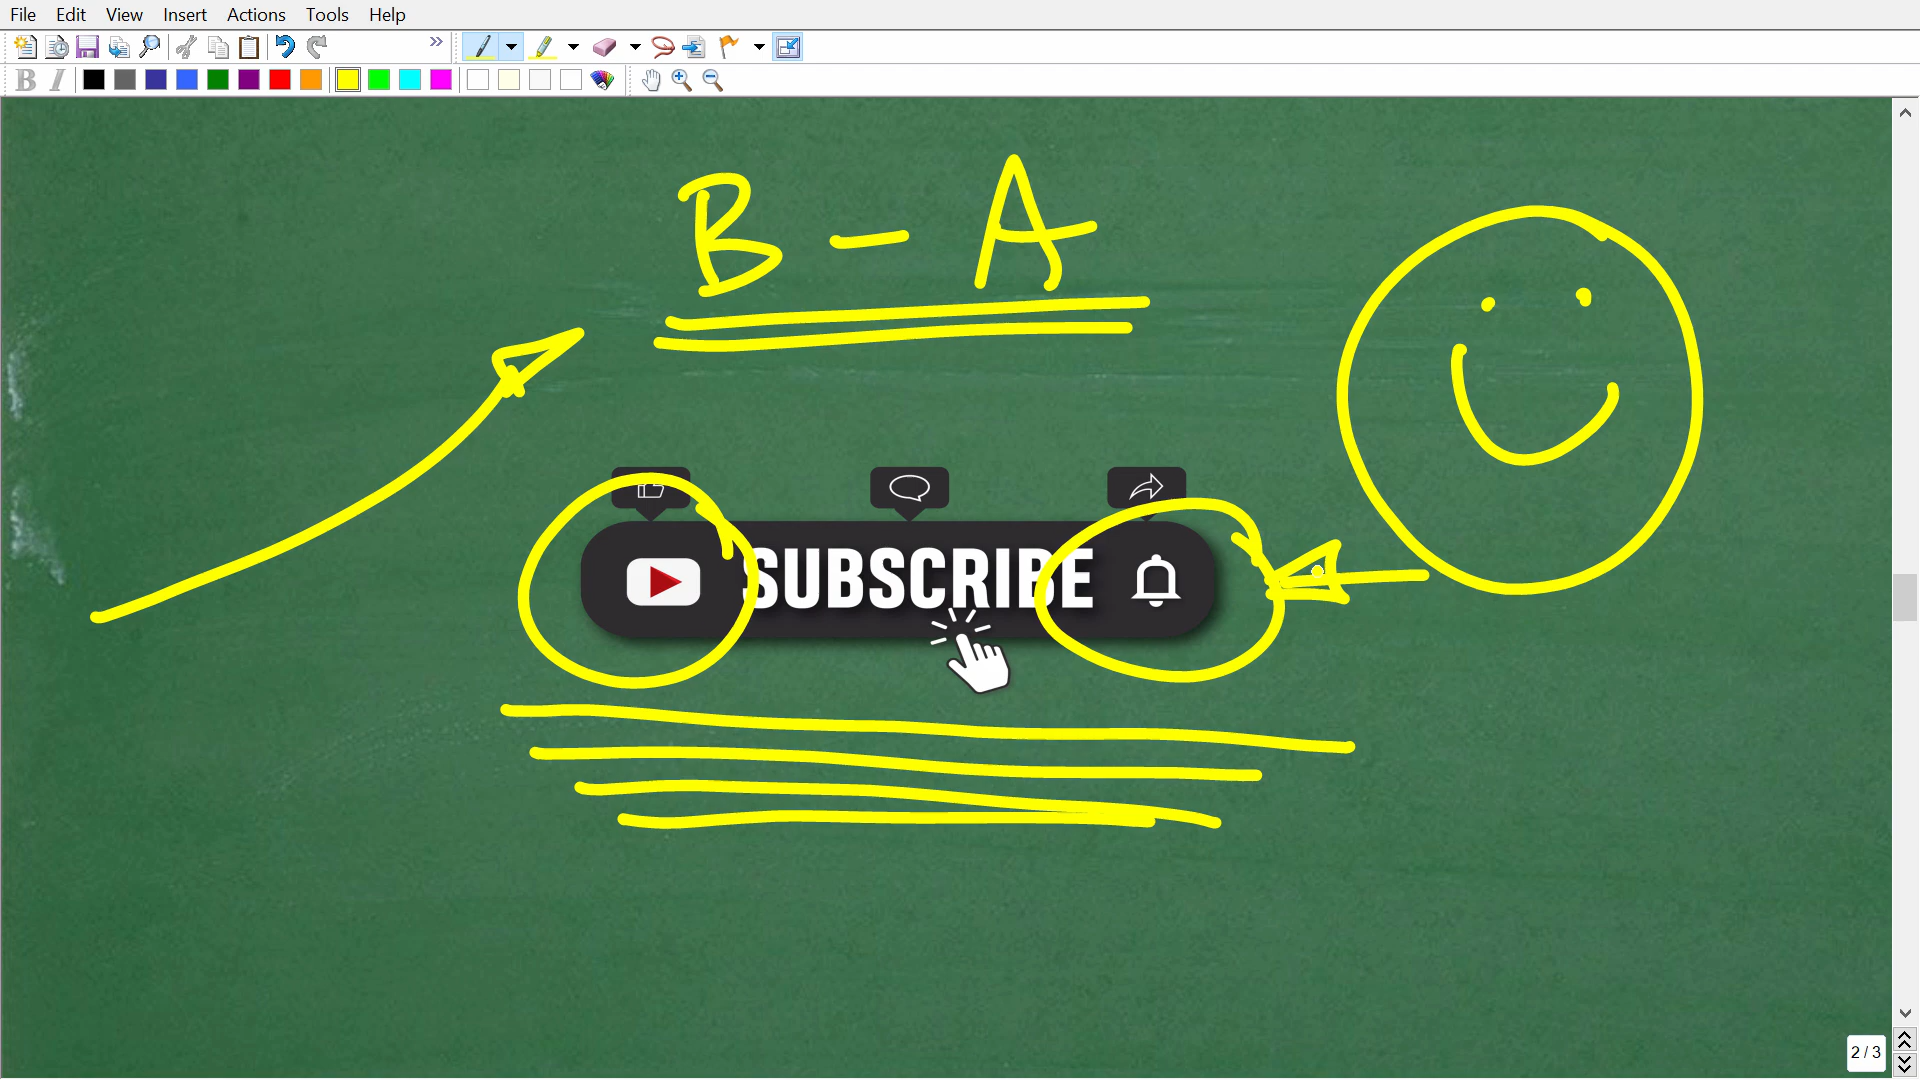 File Edit View Insert Actions Tools Help
B I
B - A
SUBSCRIBE
2 / 3